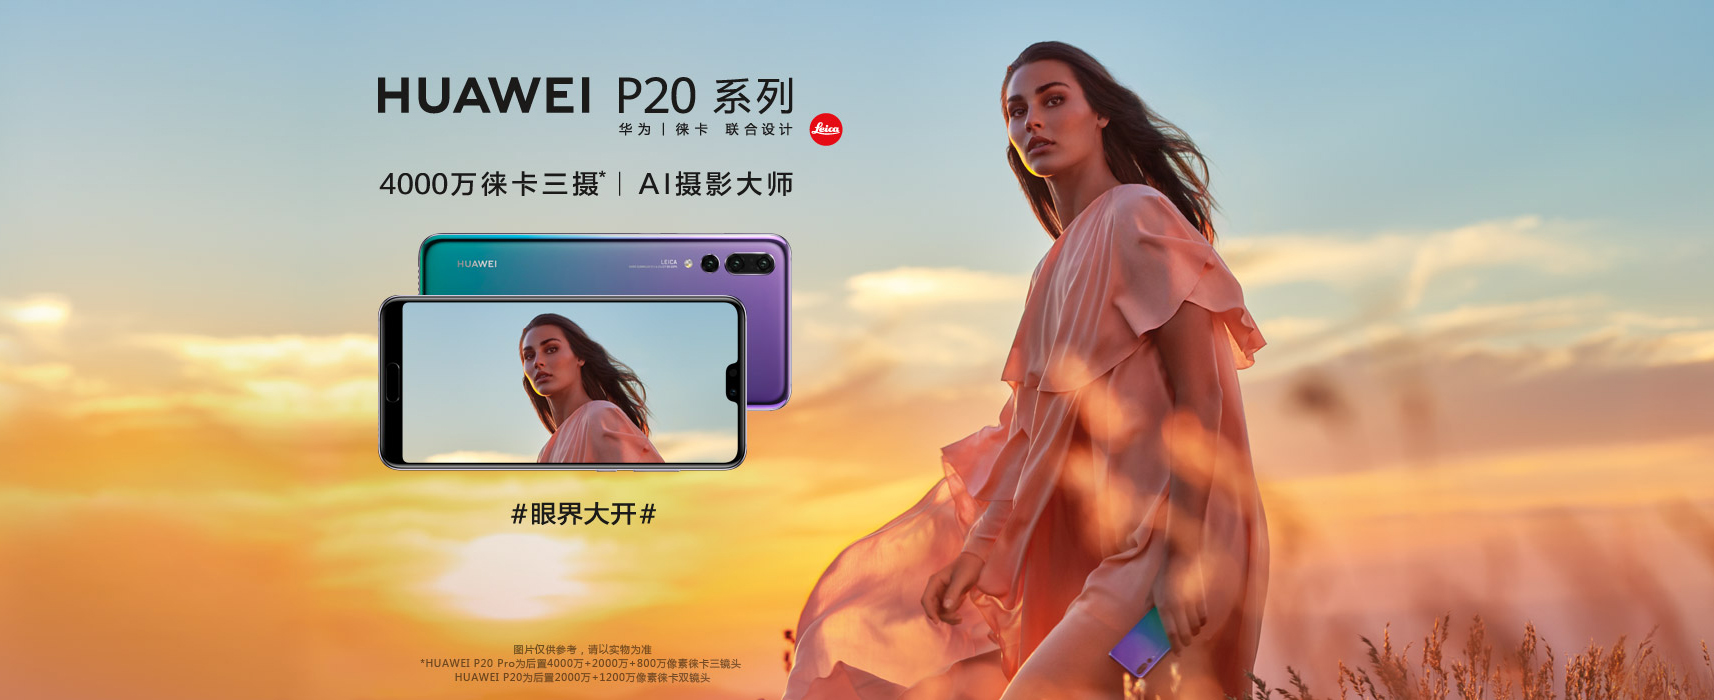 HUAWEI P20 系列
华为 | 徕卡 联合设计
Leica
4000万徕卡三摄* | AI摄影大师
HUAWEI
LEICA
#眼界大开#
图片仅供参考，请以实物为准
*HUAWEI P20 Pro为后置4000万+2000万+800万像素徕卡三镜头
HUAWEI P20为后置2000万+1200万像素徕卡双镜头